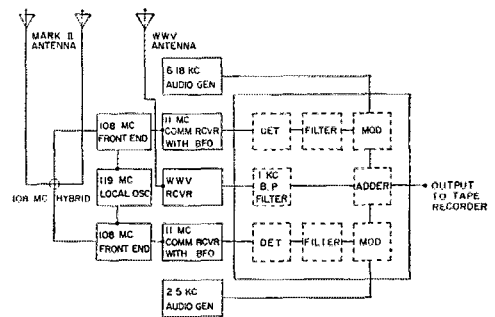 MARK II
ANTENNA
WWV
ANTENNA
6.18 KC
AUDIO GEN
108 MC
FRONT END
11 MC
COMM RCVR
WITH BFO
DET
FILTER
MOD
119 MC
LOCAL OSC
WWV
RCVR
1 KC
B.P
FILTER
ADDER
OUTPUT
TO TAPE
RECORDER
108 MC HYBRID
108 MC
FRONT END
11 MC
COMM RCVR
WITH BFO
DET
FILTER
MOD
2.5 KC
AUDIO GEN